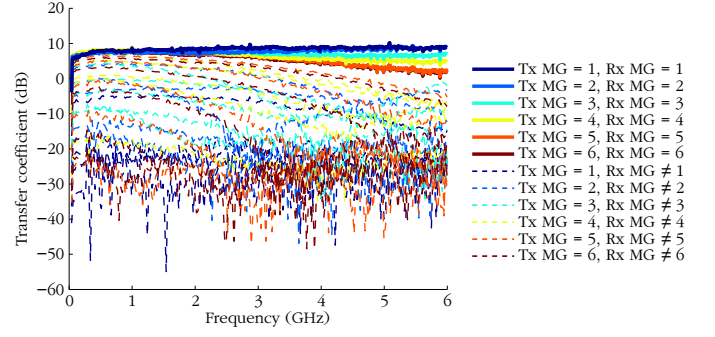 20
10
0
−10
−20
−30
−40
−50
−60
Transfer coefficient (dB)
0 1 2 3 4 5 6
Frequency (GHz)
Tx MG = 1, Rx MG = 1
Tx MG = 2, Rx MG = 2
Tx MG = 3, Rx MG = 3
Tx MG = 4, Rx MG = 4
Tx MG = 5, Rx MG = 5
Tx MG = 6, Rx MG = 6
Tx MG = 1, Rx MG ≠ 1
Tx MG = 2, Rx MG ≠ 2
Tx MG = 3, Rx MG ≠ 3
Tx MG = 4, Rx MG ≠ 4
Tx MG = 5, Rx MG ≠ 5
Tx MG = 6, Rx MG ≠ 6